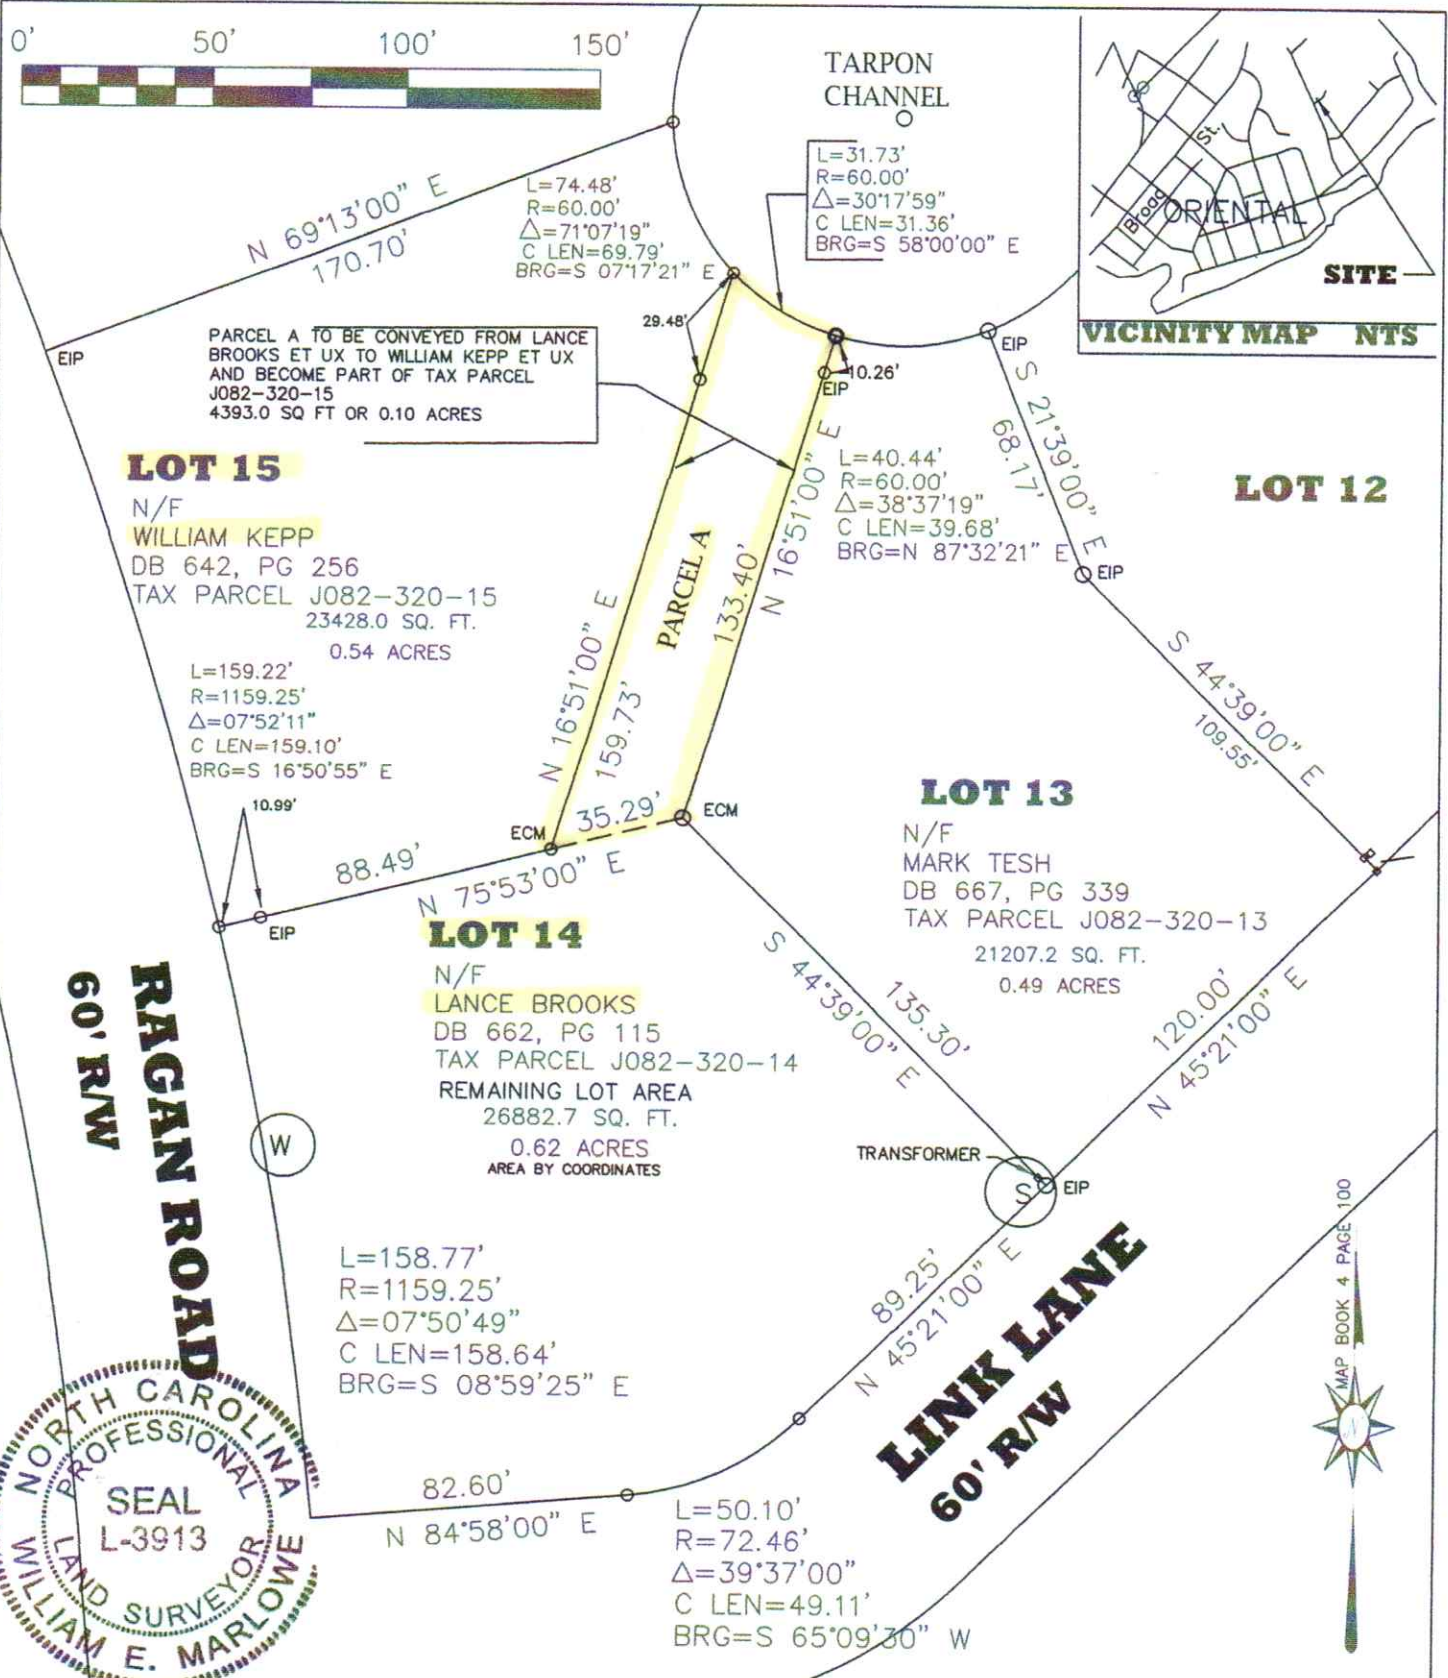 0' 50' 100' 150'
TARPON
CHANNEL
L=31.73'
R=60.00'
△=30°17'59"
C LEN=31.36'
BRG=S 58°00'00" E
Broad St.
ORIENTAL
SITE
VICINITY MAP NTS
N 69°13'00" E
170.70'
L=74.48'
R=60.00'
△=71°07'19"
C LEN=69.79'
BRG=S 07°17'21" E
29.48'
10.26'
EIP
EIP
EIP
PARCEL A TO BE CONVEYED FROM LANCE
BROOKS ET UX TO WILLIAM KEPP ET UX
AND BECOME PART OF TAX PARCEL
J082-320-15
4393.0 SQ FT OR 0.10 ACRES
S 21°39'00" E
68.17'
LOT 15
N/F
WILLIAM KEPP
DB 642, PG 256
TAX PARCEL J082-320-15
23428.0 SQ. FT.
0.54 ACRES
L=40.44'
R=60.00'
△=38°37'19"
C LEN=39.68'
BRG=N 87°32'21" E
EIP
LOT 12
PARCEL A
N 16°51'00" E
133.40'
N 16°51'00" E
159.73'
L=159.22'
R=1159.25'
△=07°52'11"
C LEN=159.10'
BRG=S 16°50'55" E
10.99'
S 44°39'00" E
109.55'
ECM
35.29'
ECM
88.49'
N 75°53'00" E
EIP
LOT 13
N/F
MARK TESH
DB 667, PG 339
TAX PARCEL J082-320-13
21207.2 SQ. FT.
0.49 ACRES
LOT 14
N/F
LANCE BROOKS
DB 662, PG 115
TAX PARCEL J082-320-14
REMAINING LOT AREA
26882.7 SQ. FT.
0.62 ACRES
AREA BY COORDINATES
S 44°39'00" E
135.30'
120.00'
N 45°21'00" E
RAGAN ROAD
60' R/W
W
TRANSFORMER
S
EIP
L=158.77'
R=1159.25'
△=07°50'49"
C LEN=158.64'
BRG=S 08°59'25" E
89.25'
N 45°21'00" E
LINK LANE
60' R/W
MAP BOOK 4 PAGE 100
N
82.60'
N 84°58'00" E
L=50.10'
R=72.46'
△=39°37'00"
C LEN=49.11'
BRG=S 65°09'30" W
NORTH CAROLINA
PROFESSIONAL
SEAL
L-3913
LAND SURVEYOR
WILLIAM E. MARLOWE